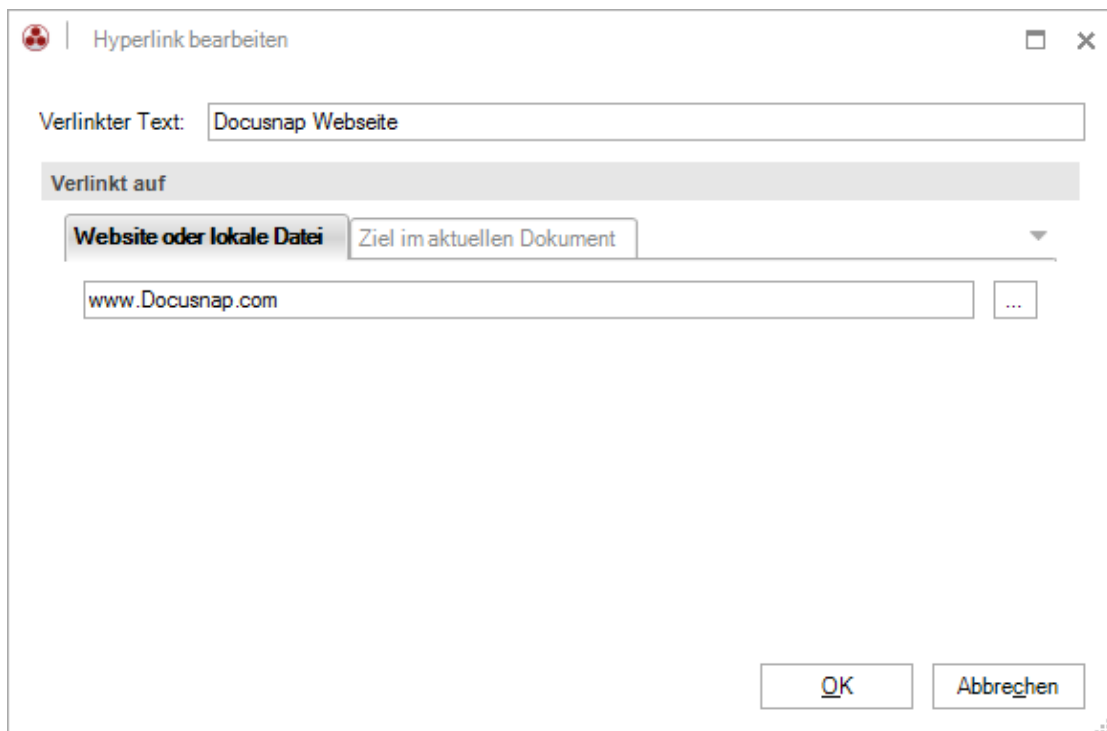 Hyperlink bearbeiten
Verlinkter Text: Docusnap Webseite
Verlinkt auf
Website oder lokale Datei Ziel im aktuellen Dokument
www.Docusnap.com ...
OK Abbrechen